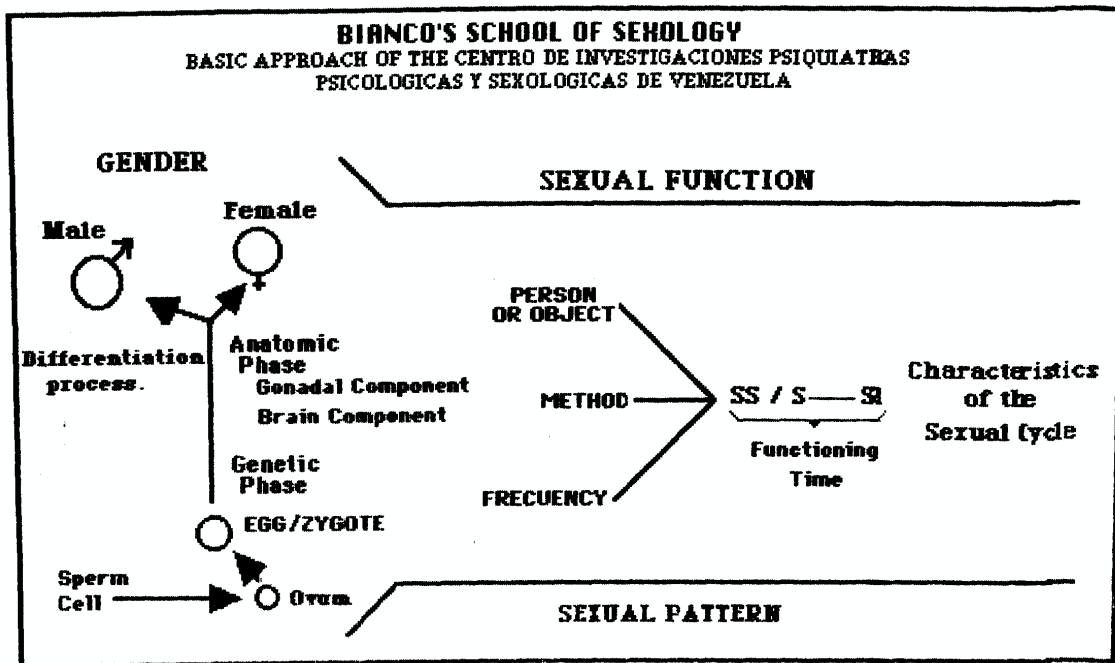 BIANCO'S SCHOOL OF SEXOLOGY
BASIC APPROACH OF THE CENTRO DE INVESTIGACIONES PSIQUIATRAS
PSICOLOGICAS Y SEXOLOGICAS DE VENEZUELA
GENDER
SEXUAL FUNCTION
Female
Male
PERSON
OR OBJECT
Differentiation
process.
Anatomic
Phase
Gonadal Component
Brain Component
METHOD
SS / S — SR
Functioning
Time
Characteristics
of the
Sexual Cycle
Genetic
Phase
FRECUENCY
EGG/ZYGOTE
Sperm
Cell
Ovum
SEXUAL PATTERN